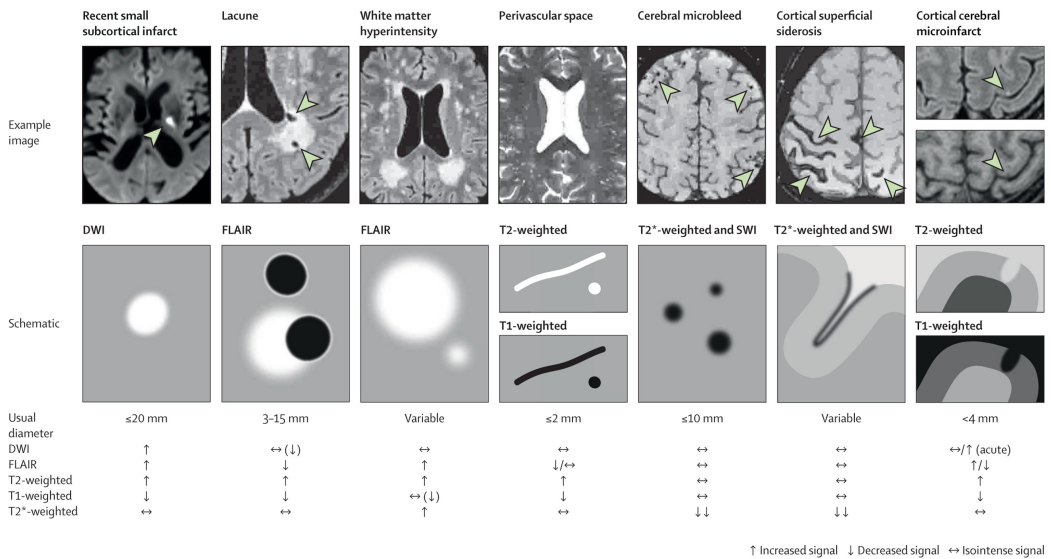 Recent small subcortical infarct
Lacune
White matter hyperintensity
Perivascular space
Cerebral microbleed
Cortical superficial siderosis
Cortical cerebral microinfarct
Example image
DWI
FLAIR
FLAIR
T2-weighted
T2*-weighted and SWI
T2*-weighted and SWI
T2-weighted
Schematic
T1-weighted
T1-weighted
Usual diameter ≤20 mm 3–15 mm Variable ≤2 mm ≤10 mm Variable <4 mm
DWI ↑ ↔(↓) ↔ ↔ ↔ ↔ ↔/↑ (acute)
FLAIR ↑ ↓ ↑ ↓/↔ ↔ ↔ ↑/↓
T2-weighted ↑ ↑ ↑ ↑ ↔ ↔ ↑
T1-weighted ↓ ↓ ↔(↓) ↓ ↔ ↔ ↓
T2*-weighted ↔ ↔ ↑ ↔ ↓↓ ↓↓ ↔
↑ Increased signal ↓ Decreased signal ↔ Isointense signal